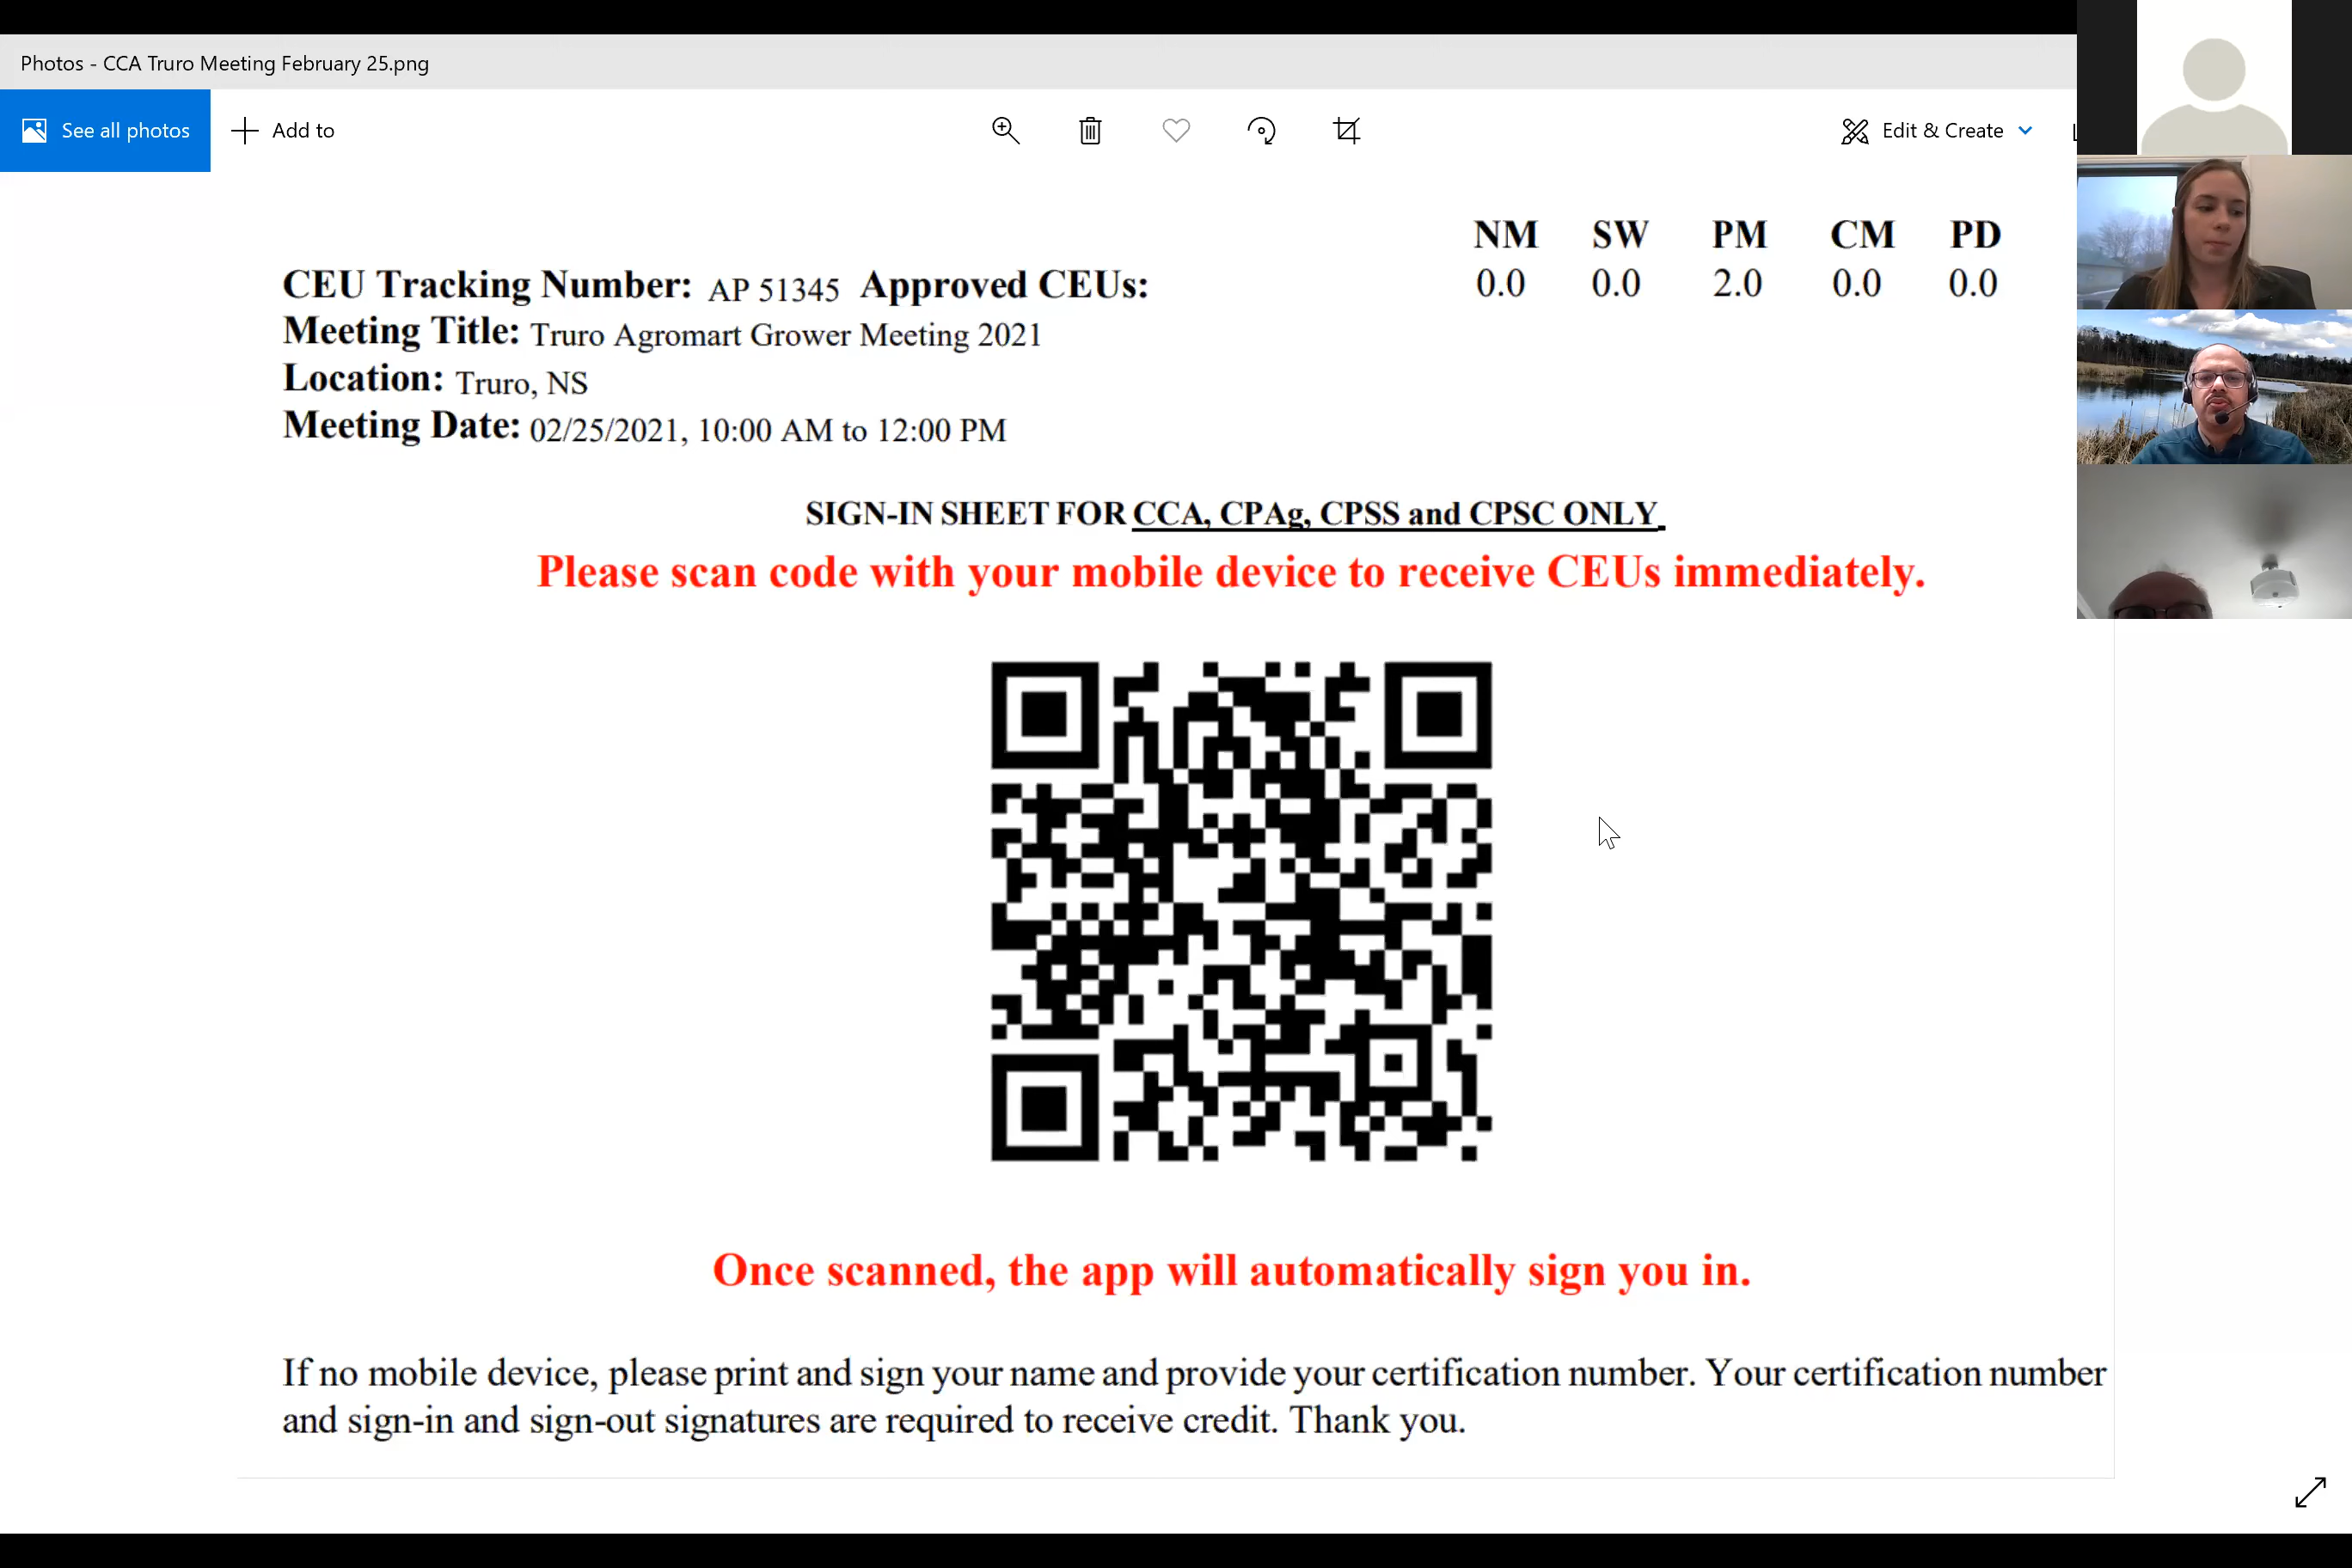 Photos - CCA Truro Meeting February 25.png
See all photos
Add to
Edit & Create
NM SW PM CM PD
CEU Tracking Number: AP 51345 Approved CEUs: 0.0 0.0 2.0 0.0 0.0
Meeting Title: Truro Agromart Grower Meeting 2021
Location: Truro, NS
Meeting Date: 02/25/2021, 10:00 AM to 12:00 PM
SIGN-IN SHEET FOR CCA, CPAg, CPSS and CPSC ONLY
Please scan code with your mobile device to receive CEUs immediately.
Once scanned, the app will automatically sign you in.
If no mobile device, please print and sign your name and provide your certification number. Your certification number
and sign-in and sign-out signatures are required to receive credit. Thank you.